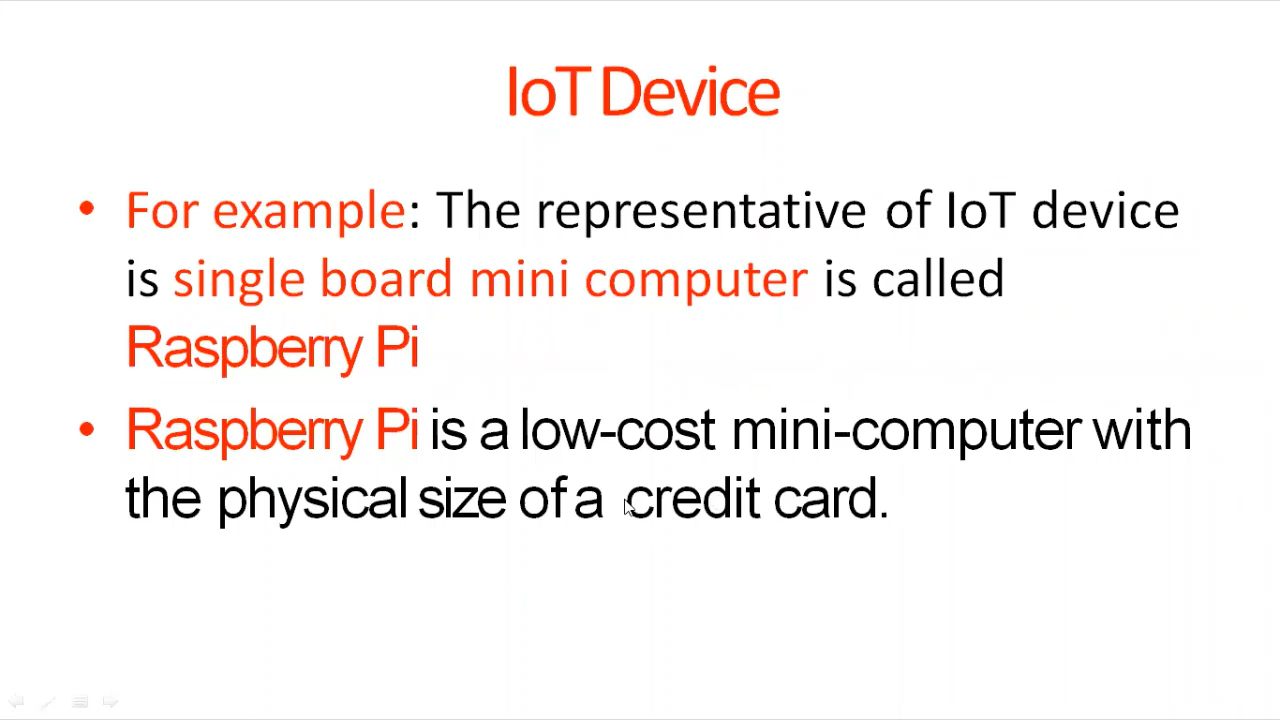 IoT Device
• For example: The representative of IoT device
is single board mini computer is called
Raspberry Pi
• Raspberry Pi is a low-cost mini-computer with
the physical size of a credit card.